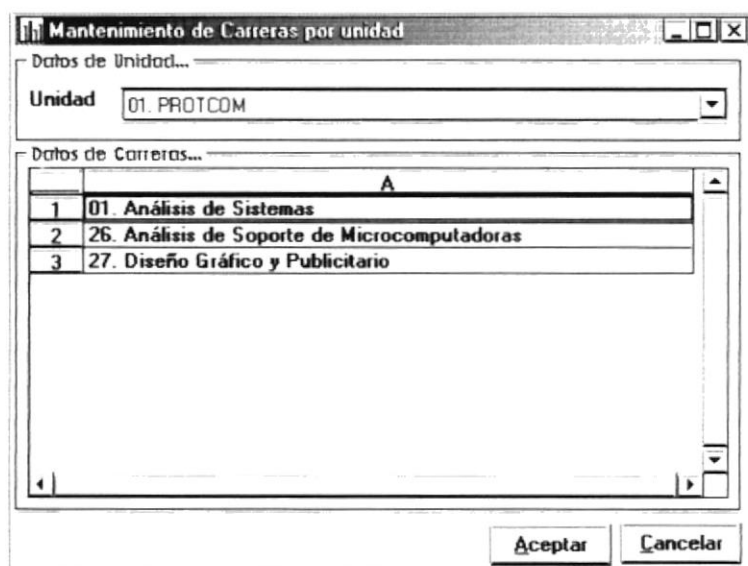 Mantenimiento de Carreras por unidad
Datos de Unidad...
Unidad 01. PROTCOM
Datos de Carreras...
A
1 01. Análisis de Sistemas
2 26. Análisis de Soporte de Microcomputadoras
3 27. Diseño Gráfico y Publicitario
Aceptar Cancelar